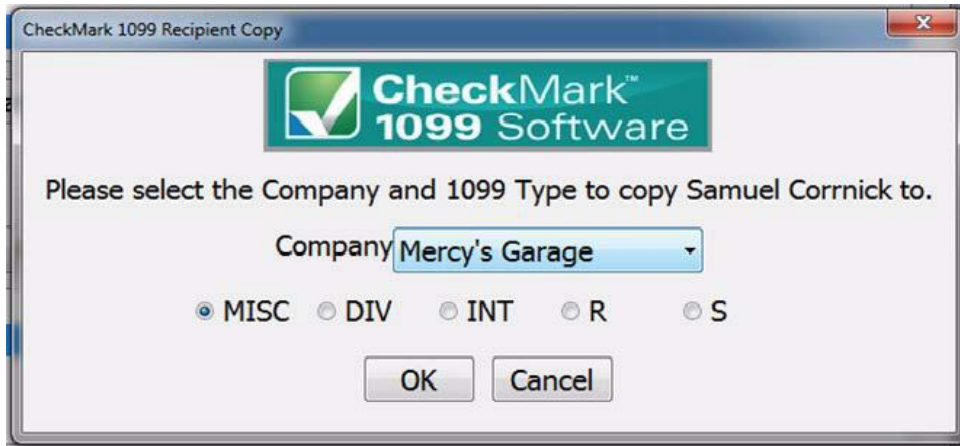 CheckMark 1099 Recipient Copy
CheckMark™
1099 Software
Please select the Company and 1099 Type to copy Samuel Corrnick to.
Company Mercy's Garage
MISC DIV INT R S
OK Cancel